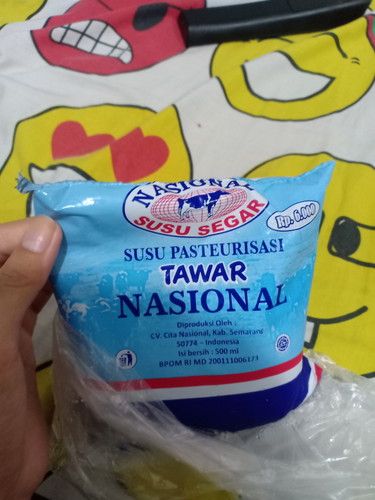 NASIONAL
SUSU SEGAR
Rp. 6.000
SUSU PASTEURISASI
TAWAR
NASIONAL
Diproduksi Oleh :
CV. Cita Nasional, Kab. Semarang
50774 – Indonesia
Isi bersih : 500 ml
BPOM RI MD 200111006173